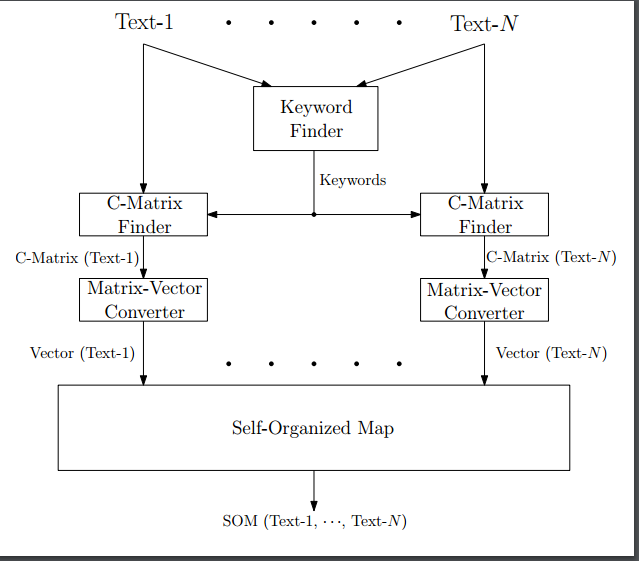 Text-1 . . . . . Text-N
Keyword
Finder
Keywords
C-Matrix
Finder
C-Matrix
Finder
C-Matrix (Text-1)
C-Matrix (Text-N)
Matrix-Vector
Converter
Matrix-Vector
Converter
Vector (Text-1) . . . . . Vector (Text-N)
Self-Organized Map
SOM (Text-1, ⋯, Text-N)